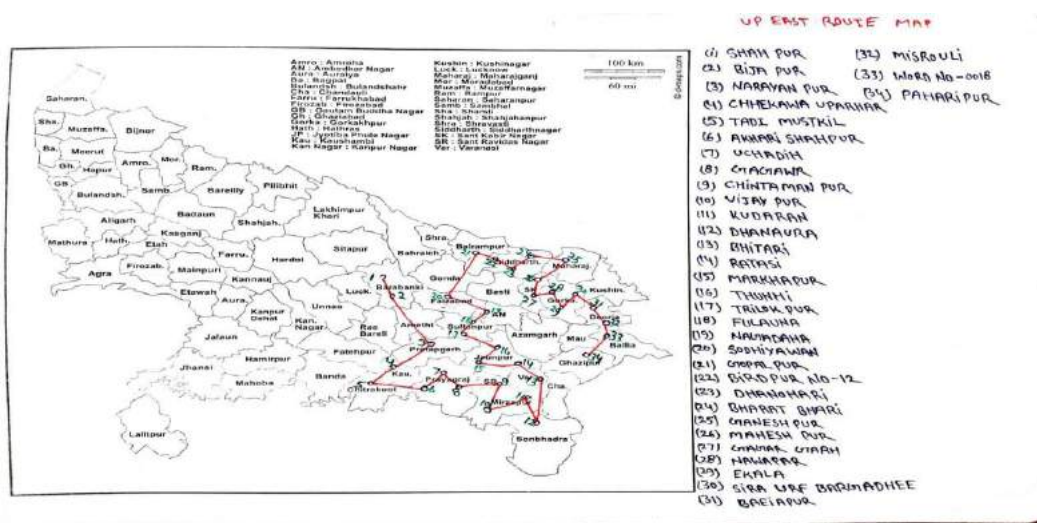 UP EAST ROUTE MAP
(1) SHAH PUR
(2) BIJA PUR
(3) NARAYAN PUR
(4) CHHEKAWA UPARHAR
(5) TADI MUSTKIL
(6) AKHARI SHAHPUR
(7) UCHADIH
(8) GAGAWR
(9) CHINTAMAN PUR
(10) VIJAY PUR
(11) KUDARAN
(12) DHANAURA
(13) BHITARI
(14) RATASI
(15) MARKHAPUR
(16) THUNHI
(17) TRILOK PUR
(18) FULAUNA
(19) NAGADAHA
(20) SODHIYAWAN
(21) GOPAL PUR
(22) BIRDPUR NO-12
(23) DHANOHARI
(24) BHARAT BHARI
(25) GANESH PUR
(26) MAHESH PUR
(27) GAGAR GARH
(28) NAWAPAR
(29) EKALA
(30) SIRA URF BARGADHEE
(31) BAEIAPUR
(32) MISROULI
(33) WORD NO-0018
(34) PAHARIPUR
Amro : Amroha
AN : Ambedkar Nagar
Aura : Auraiya
Ba : Bagpat
Bulandsh : Bulandshahr
Cha : Chandauli
Farru : Farrukhabad
Firozab : Firozabad
GB : Gautam Buddha Nagar
Gh : Ghaziabad
Gorka : Gorkakhpur
Hath : Hathras
JP : Jyotiba Phule Nagar
Kau : Kaushambi
Kan Nagar : Kanpur Nagar
Kushin : Kushinagar
Luck : Lucknow
Maharaj : Maharajganj
Mor : Moradabad
Muzaffa : Muzaffarnagar
Ram : Rampur
Saharan : Saharanpur
Samb : Sambhal
Sha : Shamli
Shahjah : Shahjahanpur
Shra : Shravasti
Siddharth : Siddharthnagar
SK : Sant Kabir Nagar
SR : Sant Ravidas Nagar
Var : Varanasi
100 km
60 mi
Saharan.
Sha.
Muzaffa.
Bijnor
Ba.
Meerut
Gh.
Hapur
Amro.
Mor.
Ram.
GB
Bulandsh.
Samb.
Bareilly
Pilibhit
Aligarh
Badaun
Shahjah.
Lakhimpur
Kheri
Kasganj
Mathura
Hath.
Etah
Farru.
Hardoi
Sitapur
Bahraich
Shra.
Balrampur
Agra
Firozab.
Mainpuri
Kannauj
Etawah
Aura.
Kanpur
Dehat
Kan.
Nagar
Unnao
Luck.
Barabanki
Gonda
Siddharth.
Maharaj.
Basti
SK
Gorka.
Kushin.
Deoria
Faizabad
AN
Sultanpur
Amethi
Rae
Bareli
Azamgarh
Mau
Ballia
Ghazipur
Jaunpur
Pratapgarh
Fatehpur
Jalaun
Hamirpur
Banda
Mahoba
Jhansi
Lalitpur
Kau.
Chitrakoot
Prayagraj
SR
Mirzapur
Cha.
Sonbhadra